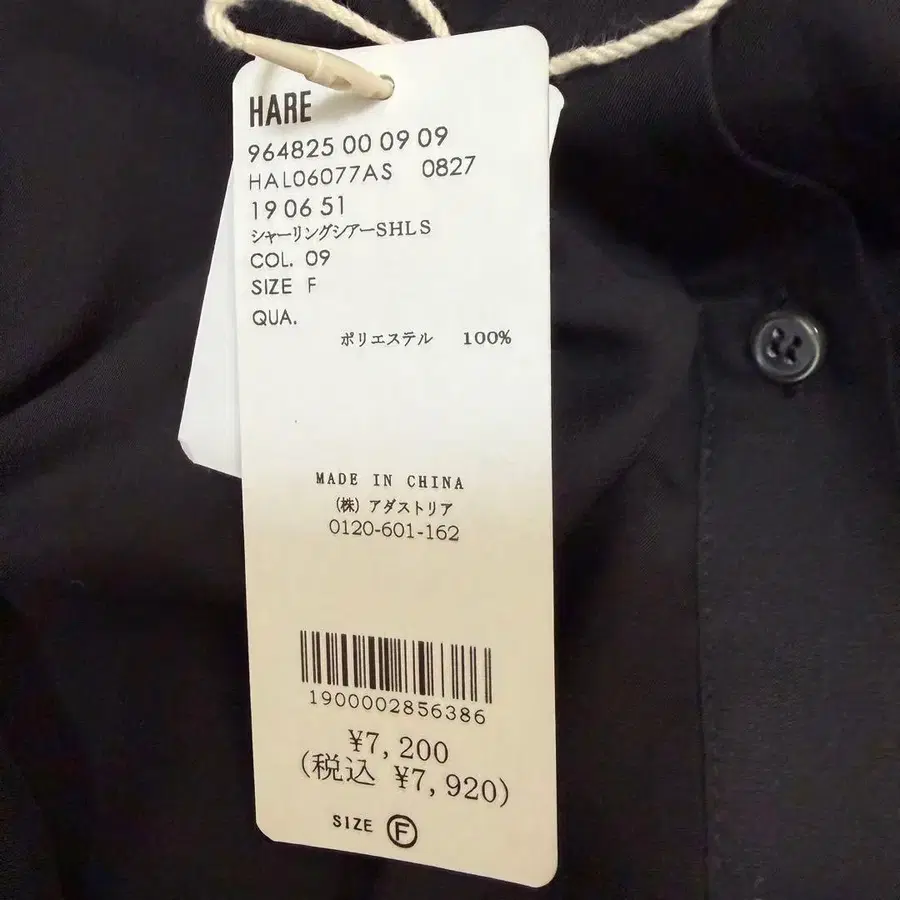 HARE
964825 00 09 09
HAL06077AS 0827
19 06 51
シャーリングシアーSHLS
COL. 09
SIZE F
QUA.
ポリエステル 100%
MADE IN CHINA
(株) アダストリア
0120-601-162
1900002856386
¥7,200
(税込 ¥7,920)
SIZE F